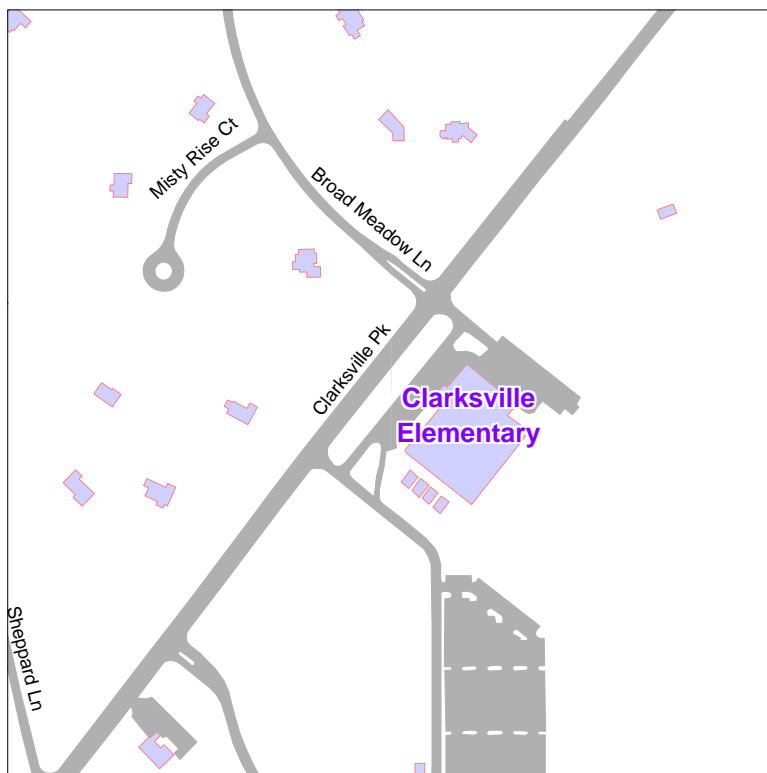 Misty Rise Ct
Broad Meadow Ln
Clarksville Pk
Clarksville
Elementary
Sheppard Ln